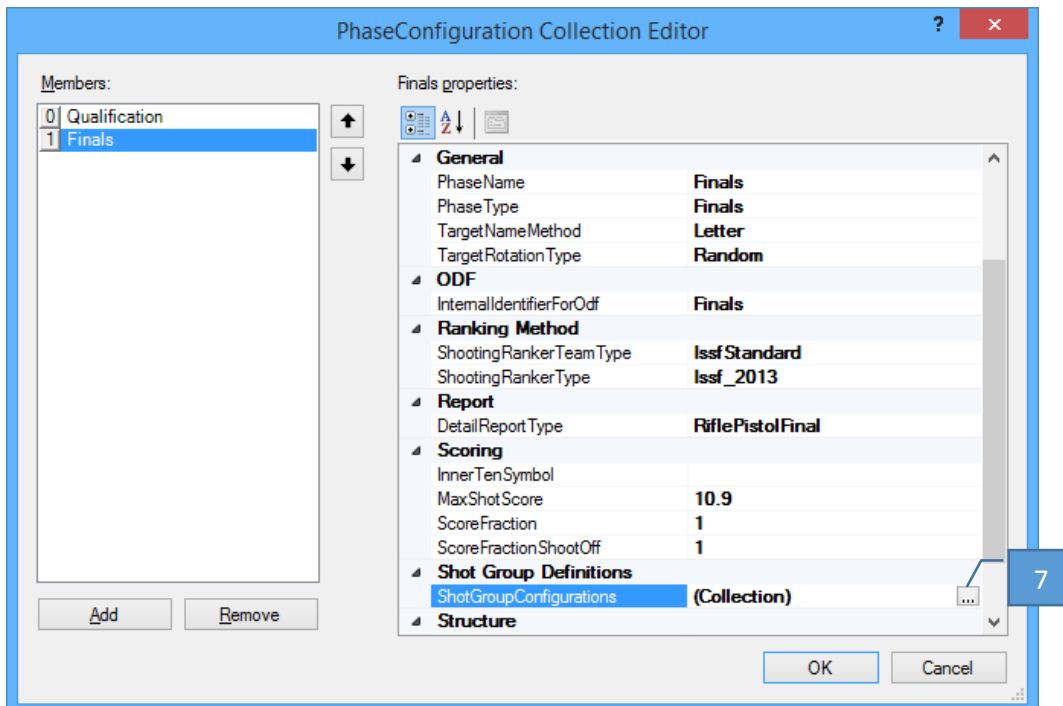 PhaseConfiguration Collection Editor
?
×
Members:
Finals properties:
0 Qualification
1 Finals
A
Z
General
PhaseName Finals
PhaseType Finals
TargetNameMethod Letter
TargetRotationType Random
ODF
InternalIdentifierForOdf Finals
Ranking Method
ShootingRankerTeamType IssfStandard
ShootingRankerType Issf_2013
Report
DetailReportType RiflePistolFinal
Scoring
InnerTenSymbol
MaxShotScore 10.9
ScoreFraction 1
ScoreFractionShootOff 1
Shot Group Definitions
ShotGroupConfigurations (Collection) ...
7
Structure
Add Remove
OK Cancel